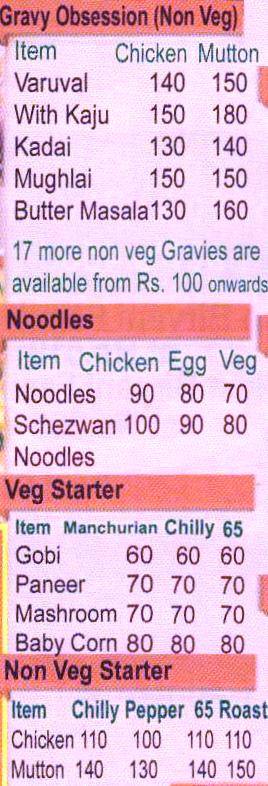 Gravy Obsession (Non Veg)
Item Chicken Mutton
Varuval 140 150
With Kaju 150 180
Kadai 130 140
Mughlai 150 150
Butter Masala 130 160
17 more non veg Gravies are
available from Rs. 100 onwards
Noodles
Item Chicken Egg Veg
Noodles 90 80 70
Schezwan 100 90 80
Noodles
Veg Starter
Item Manchurian Chilly 65
Gobi 60 60 60
Paneer 70 70 70
Mashroom 70 70 70
Baby Corn 80 80 80
Non Veg Starter
Item Chilly Pepper 65 Roast
Chicken 110 100 110 110
Mutton 140 130 140 150